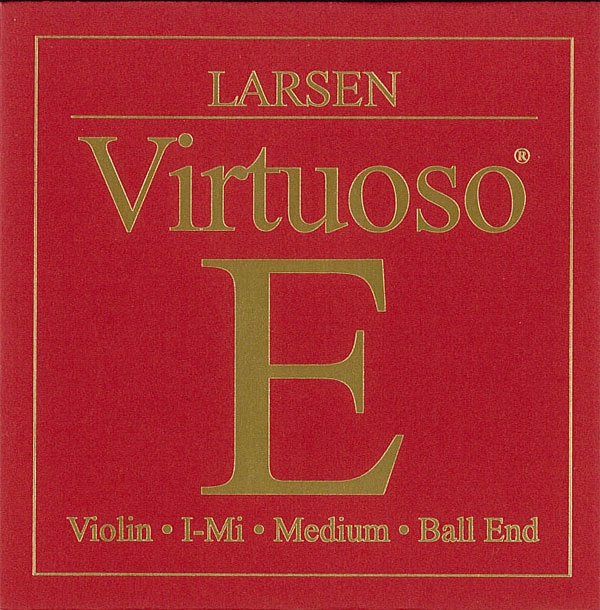 LARSEN
Virtuoso®
E
Violin • I-Mi • Medium • Ball End